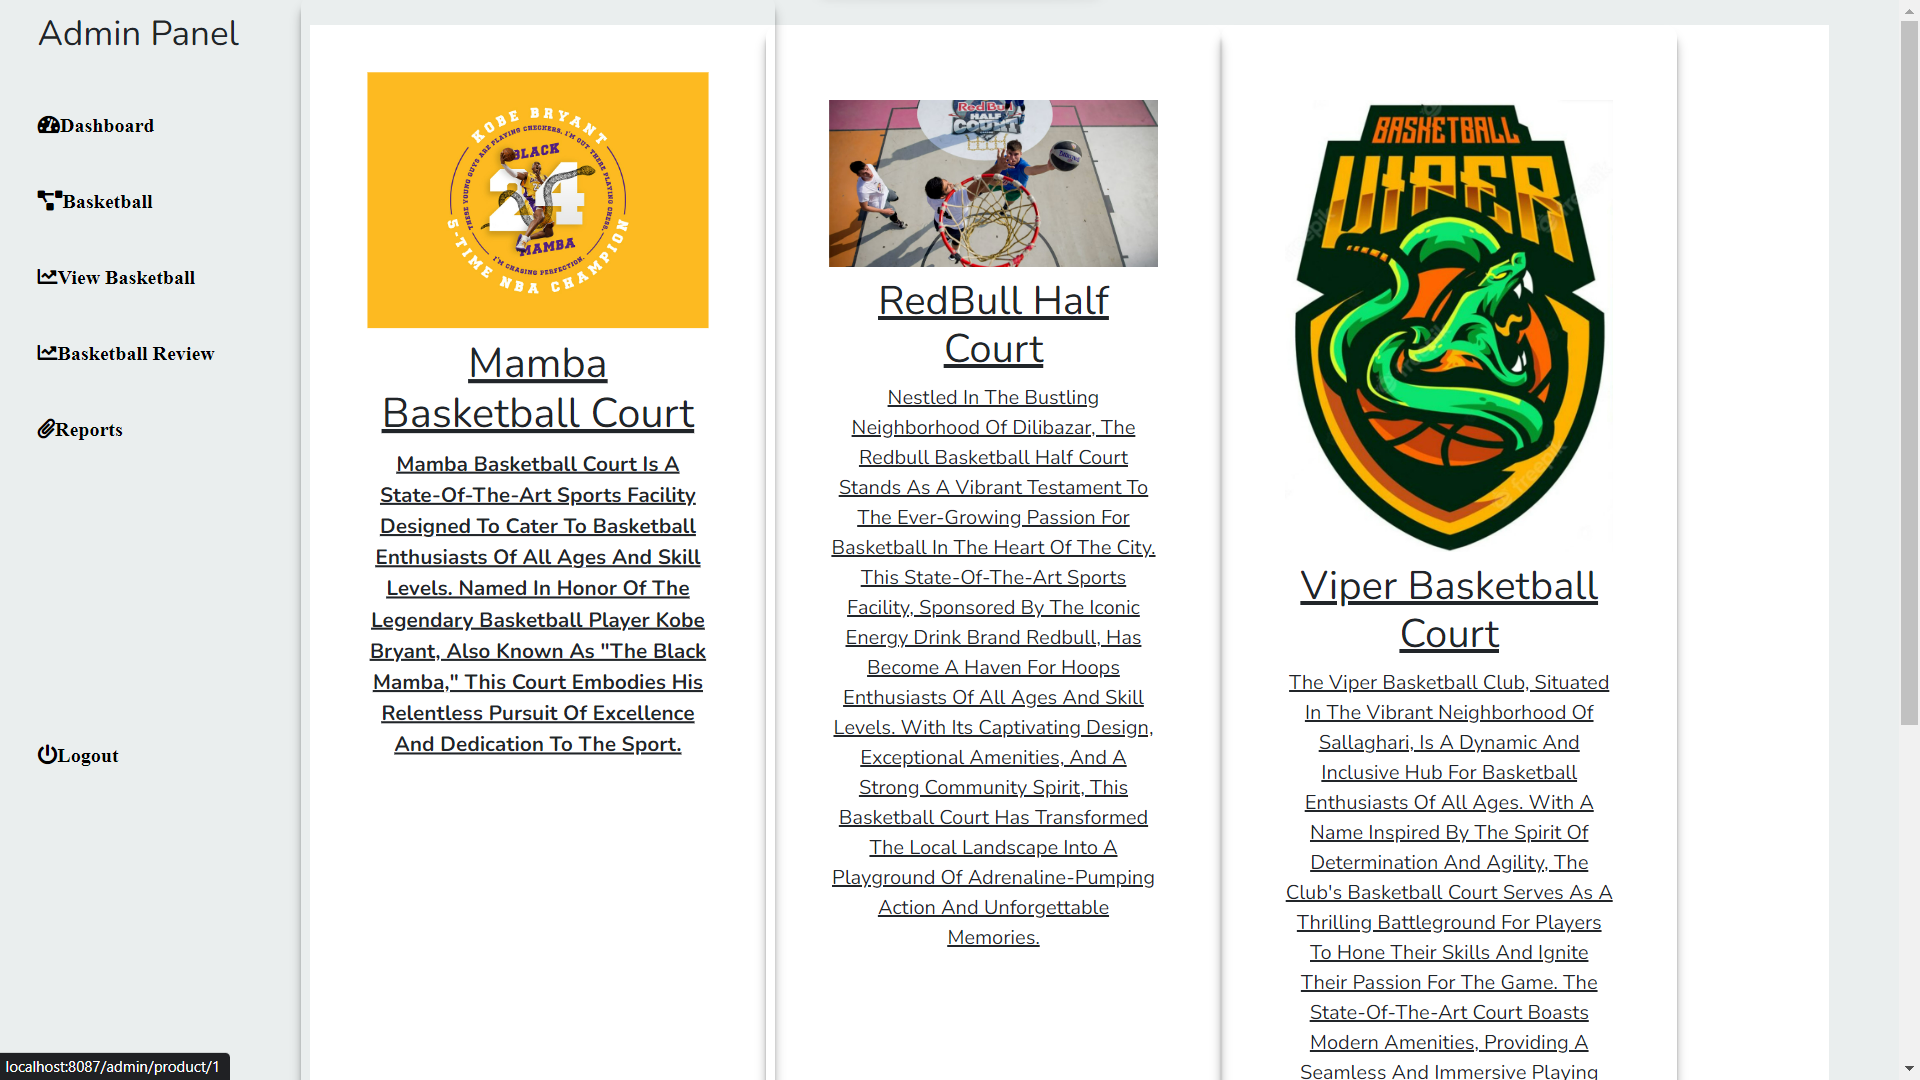 Admin Panel
Dashboard
Basketball
View Basketball
Basketball Review
Reports
Logout
localhost:8087/admin/product/1
KOBE BRYANT
THESE YOUNG GUYS ARE PLAYING CHECKERS. I'M OUT THERE PLAYING CHESS.
BLACK
24
MAMBA
I'M CHASING PERFECTION.
5-TIME NBA CHAMPION
Mamba
Basketball Court
Mamba Basketball Court Is A
State-Of-The-Art Sports Facility
Designed To Cater To Basketball
Enthusiasts Of All Ages And Skill
Levels. Named In Honor Of The
Legendary Basketball Player Kobe
Bryant, Also Known As "The Black
Mamba," This Court Embodies His
Relentless Pursuit Of Excellence
And Dedication To The Sport.
Red Bull
HALF
COURT
RedBull Half
Court
Nestled In The Bustling
Neighborhood Of Dilibazar, The
Redbull Basketball Half Court
Stands As A Vibrant Testament To
The Ever-Growing Passion For
Basketball In The Heart Of The City.
This State-Of-The-Art Sports
Facility, Sponsored By The Iconic
Energy Drink Brand Redbull, Has
Become A Haven For Hoops
Enthusiasts Of All Ages And Skill
Levels. With Its Captivating Design,
Exceptional Amenities, And A
Strong Community Spirit, This
Basketball Court Has Transformed
The Local Landscape Into A
Playground Of Adrenaline-Pumping
Action And Unforgettable
Memories.
BASKETBALL
VIPER
Viper Basketball
Court
The Viper Basketball Club, Situated
In The Vibrant Neighborhood Of
Sallaghari, Is A Dynamic And
Inclusive Hub For Basketball
Enthusiasts Of All Ages. With A
Name Inspired By The Spirit Of
Determination And Agility, The
Club's Basketball Court Serves As A
Thrilling Battleground For Players
To Hone Their Skills And Ignite
Their Passion For The Game. The
State-Of-The-Art Court Boasts
Modern Amenities, Providing A
Seamless And Immersive Playing